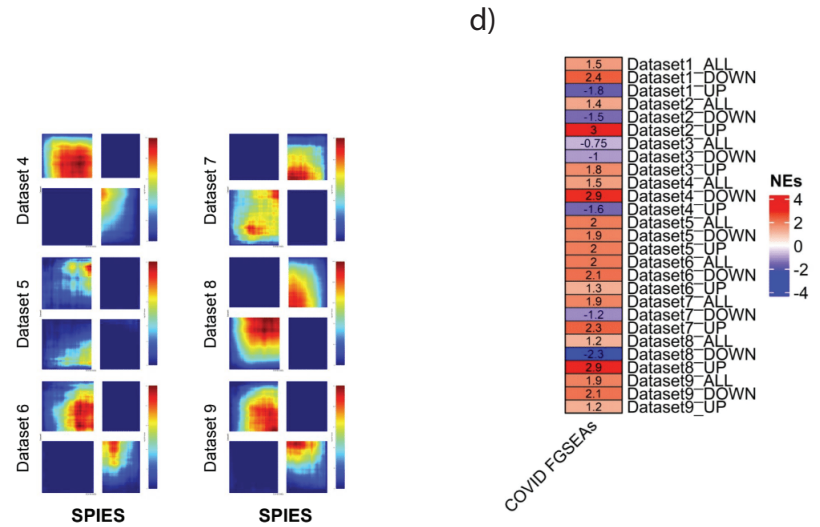 d)
Dataset 4
Dataset 5
Dataset 6
SPIES
Dataset 7
Dataset 8
Dataset 9
SPIES
1.5 Dataset1_ALL
2.4 Dataset1_DOWN
-1.8 Dataset1_UP
1.4 Dataset2_ALL
-1.5 Dataset2_DOWN
3 Dataset2_UP
-0.75 Dataset3_ALL
-1 Dataset3_DOWN
1.8 Dataset3_UP
1.5 Dataset4_ALL
2.9 Dataset4_DOWN
-1.6 Dataset4_UP
2 Dataset5_ALL
1.9 Dataset5_DOWN
2 Dataset5_UP
2 Dataset6_ALL
2.1 Dataset6_DOWN
1.3 Dataset6_UP
1.9 Dataset7_ALL
-1.2 Dataset7_DOWN
2.3 Dataset7_UP
1.2 Dataset8_ALL
-2.3 Dataset8_DOWN
2.9 Dataset8_UP
1.9 Dataset9_ALL
2.1 Dataset9_DOWN
1.2 Dataset9_UP
COVID FGSEAs
NEs
4
2
0
-2
-4